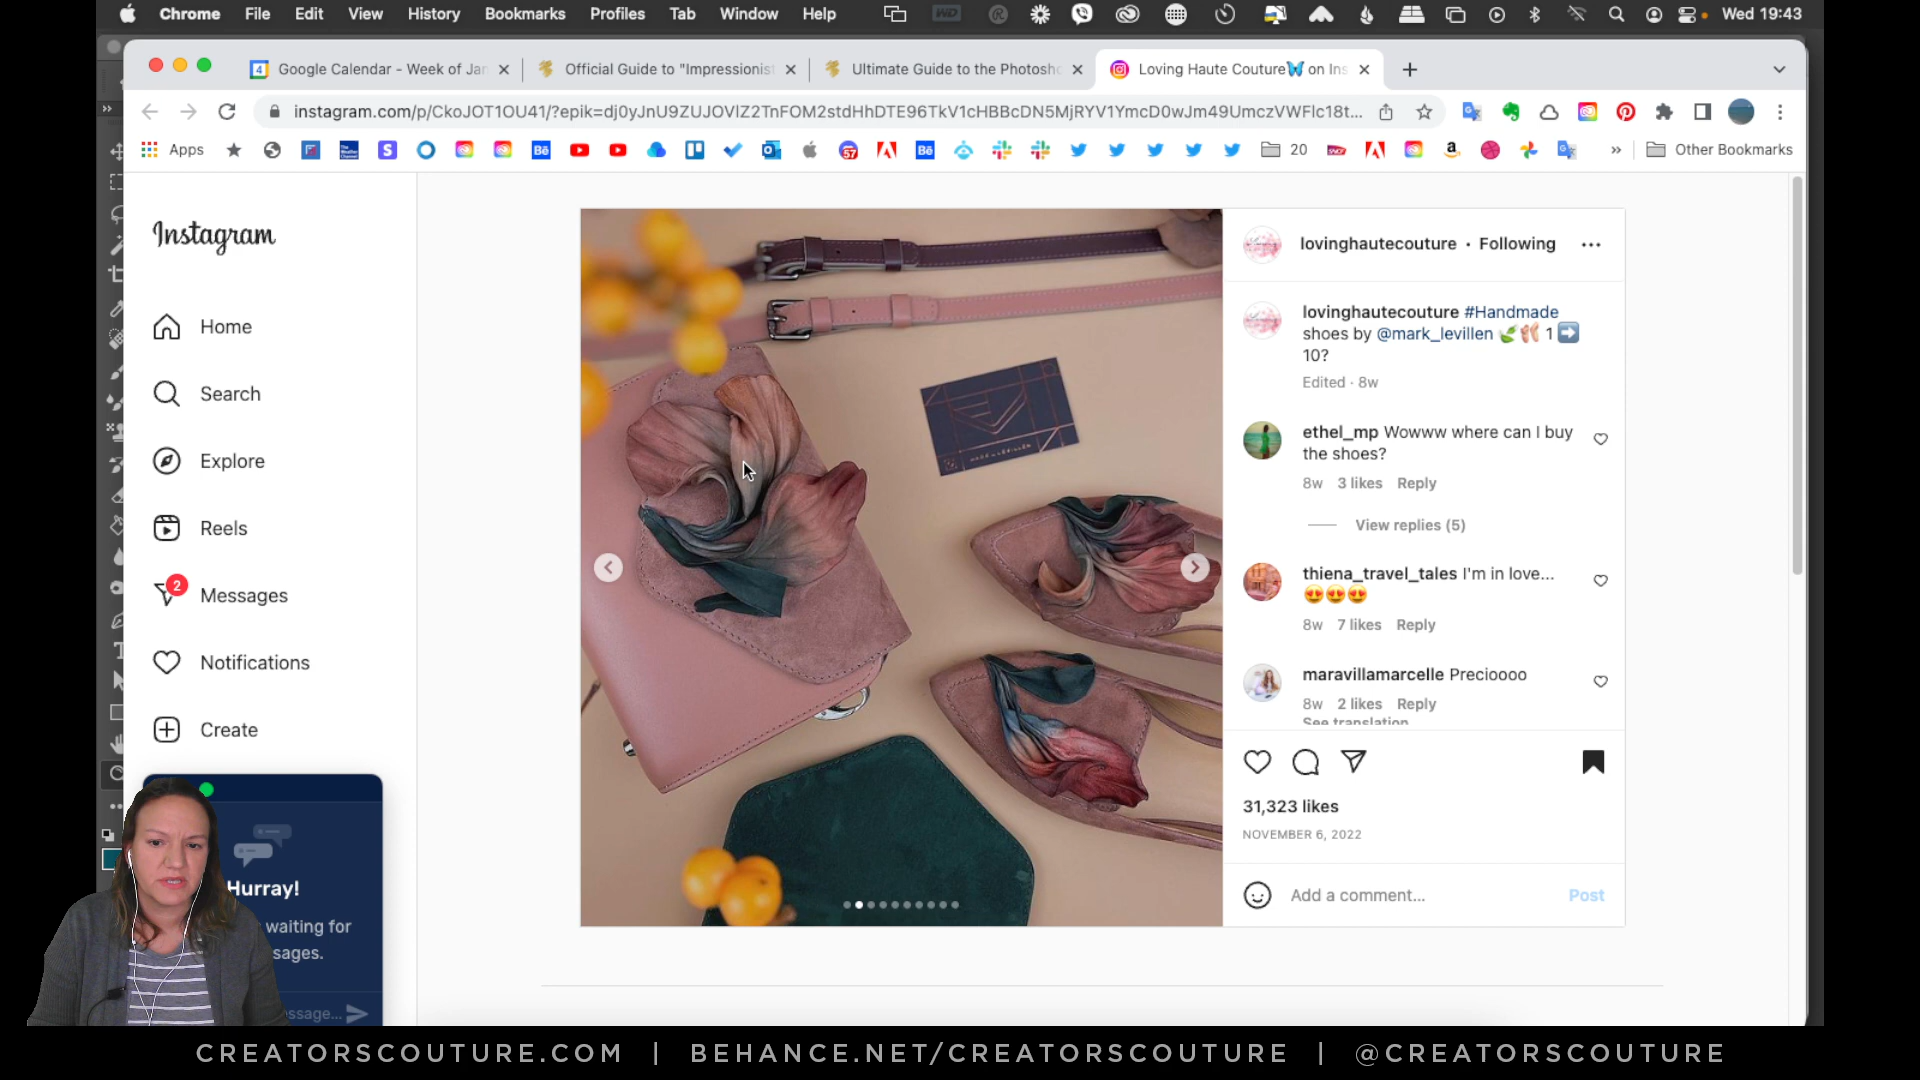 Chrome File Edit View History Bookmarks Profiles Tab Window Help Wed 19:43
Google Calendar - Week of Jan
Official Guide to "Impressionist
Ultimate Guide to the Photosho
Loving Haute Couture🦋 on Ins
instagram.com/p/CkoJOT1OU41/?epik=dj0yJnU9ZUJOVlZ2TnFOM2stdHhDTE96TkV1cHBBcDN5MjRYV1YmcD0wJm49UmczVWFlc18t...
Apps 20 Other Bookmarks
Instagram
Home
Search
Explore
Reels
2
Messages
Notifications
Create
Hurray!
waiting for
sages.
essage...
lovinghautecouture • Following
lovinghautecouture #Handmade
shoes by @mark_levillen 🍃👣 1 ➡️
10?
Edited · 8w
ethel_mp Wowww where can I buy
the shoes?
8w 3 likes Reply
View replies (5)
thiena_travel_tales I'm in love...
😍😍😍
8w 7 likes Reply
maravillamarcelle Precioooo
8w 2 likes Reply
See translation
31,323 likes
NOVEMBER 6, 2022
Add a comment... Post
CREATORSCOUTURE.COM | BEHANCE.NET/CREATORSCOUTURE | @CREATORSCOUTURE